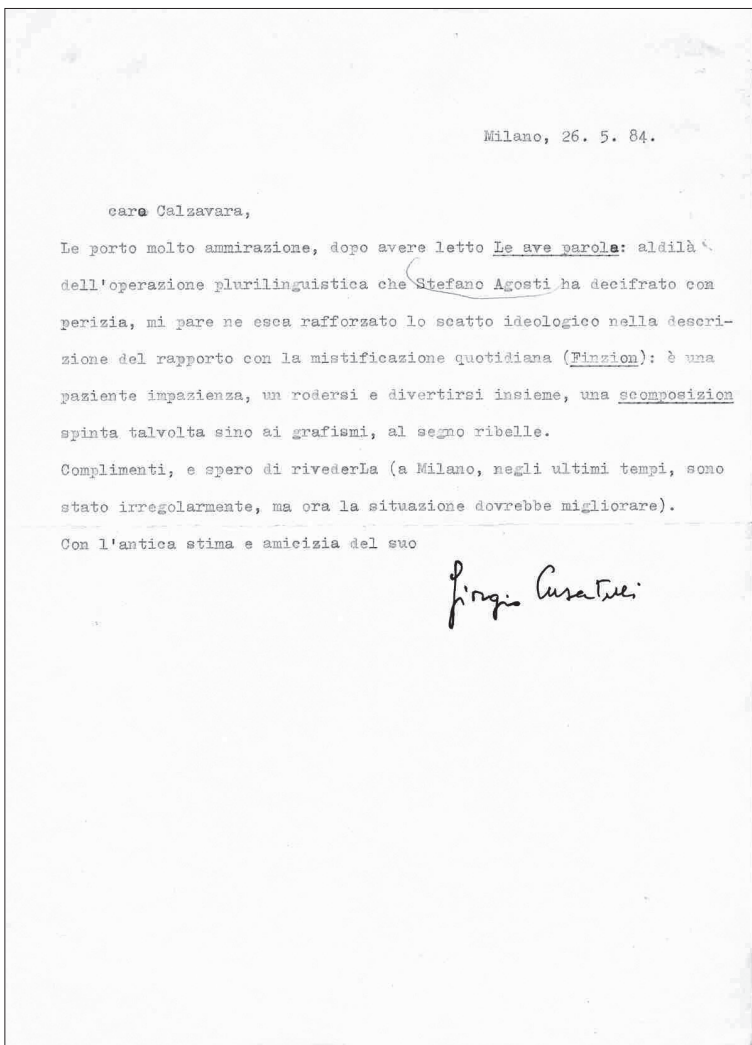 Milano, 26. 5. 84.
caro Calzavara,
Le porto molto ammirazione, dopo avere letto Le ave parola: aldilà
dell'operazione plurilinguistica che Stefano Agosti ha decifrato con
perizia, mi pare ne esca rafforzato lo scatto ideologico nella descri-
zione del rapporto con la mistificazione quotidiana (Finzion): è una
paziente impazienza, un rodersi e divertirsi insieme, una scomposizion
spinta talvolta sino ai grafismi, al segno ribelle.
Complimenti, e spero di rivederLa (a Milano, negli ultimi tempi, sono
stato irregolarmente, ma ora la situazione dovrebbe migliorare).
Con l'antica stima e amicizia del suo
Giorgio Cusatelli